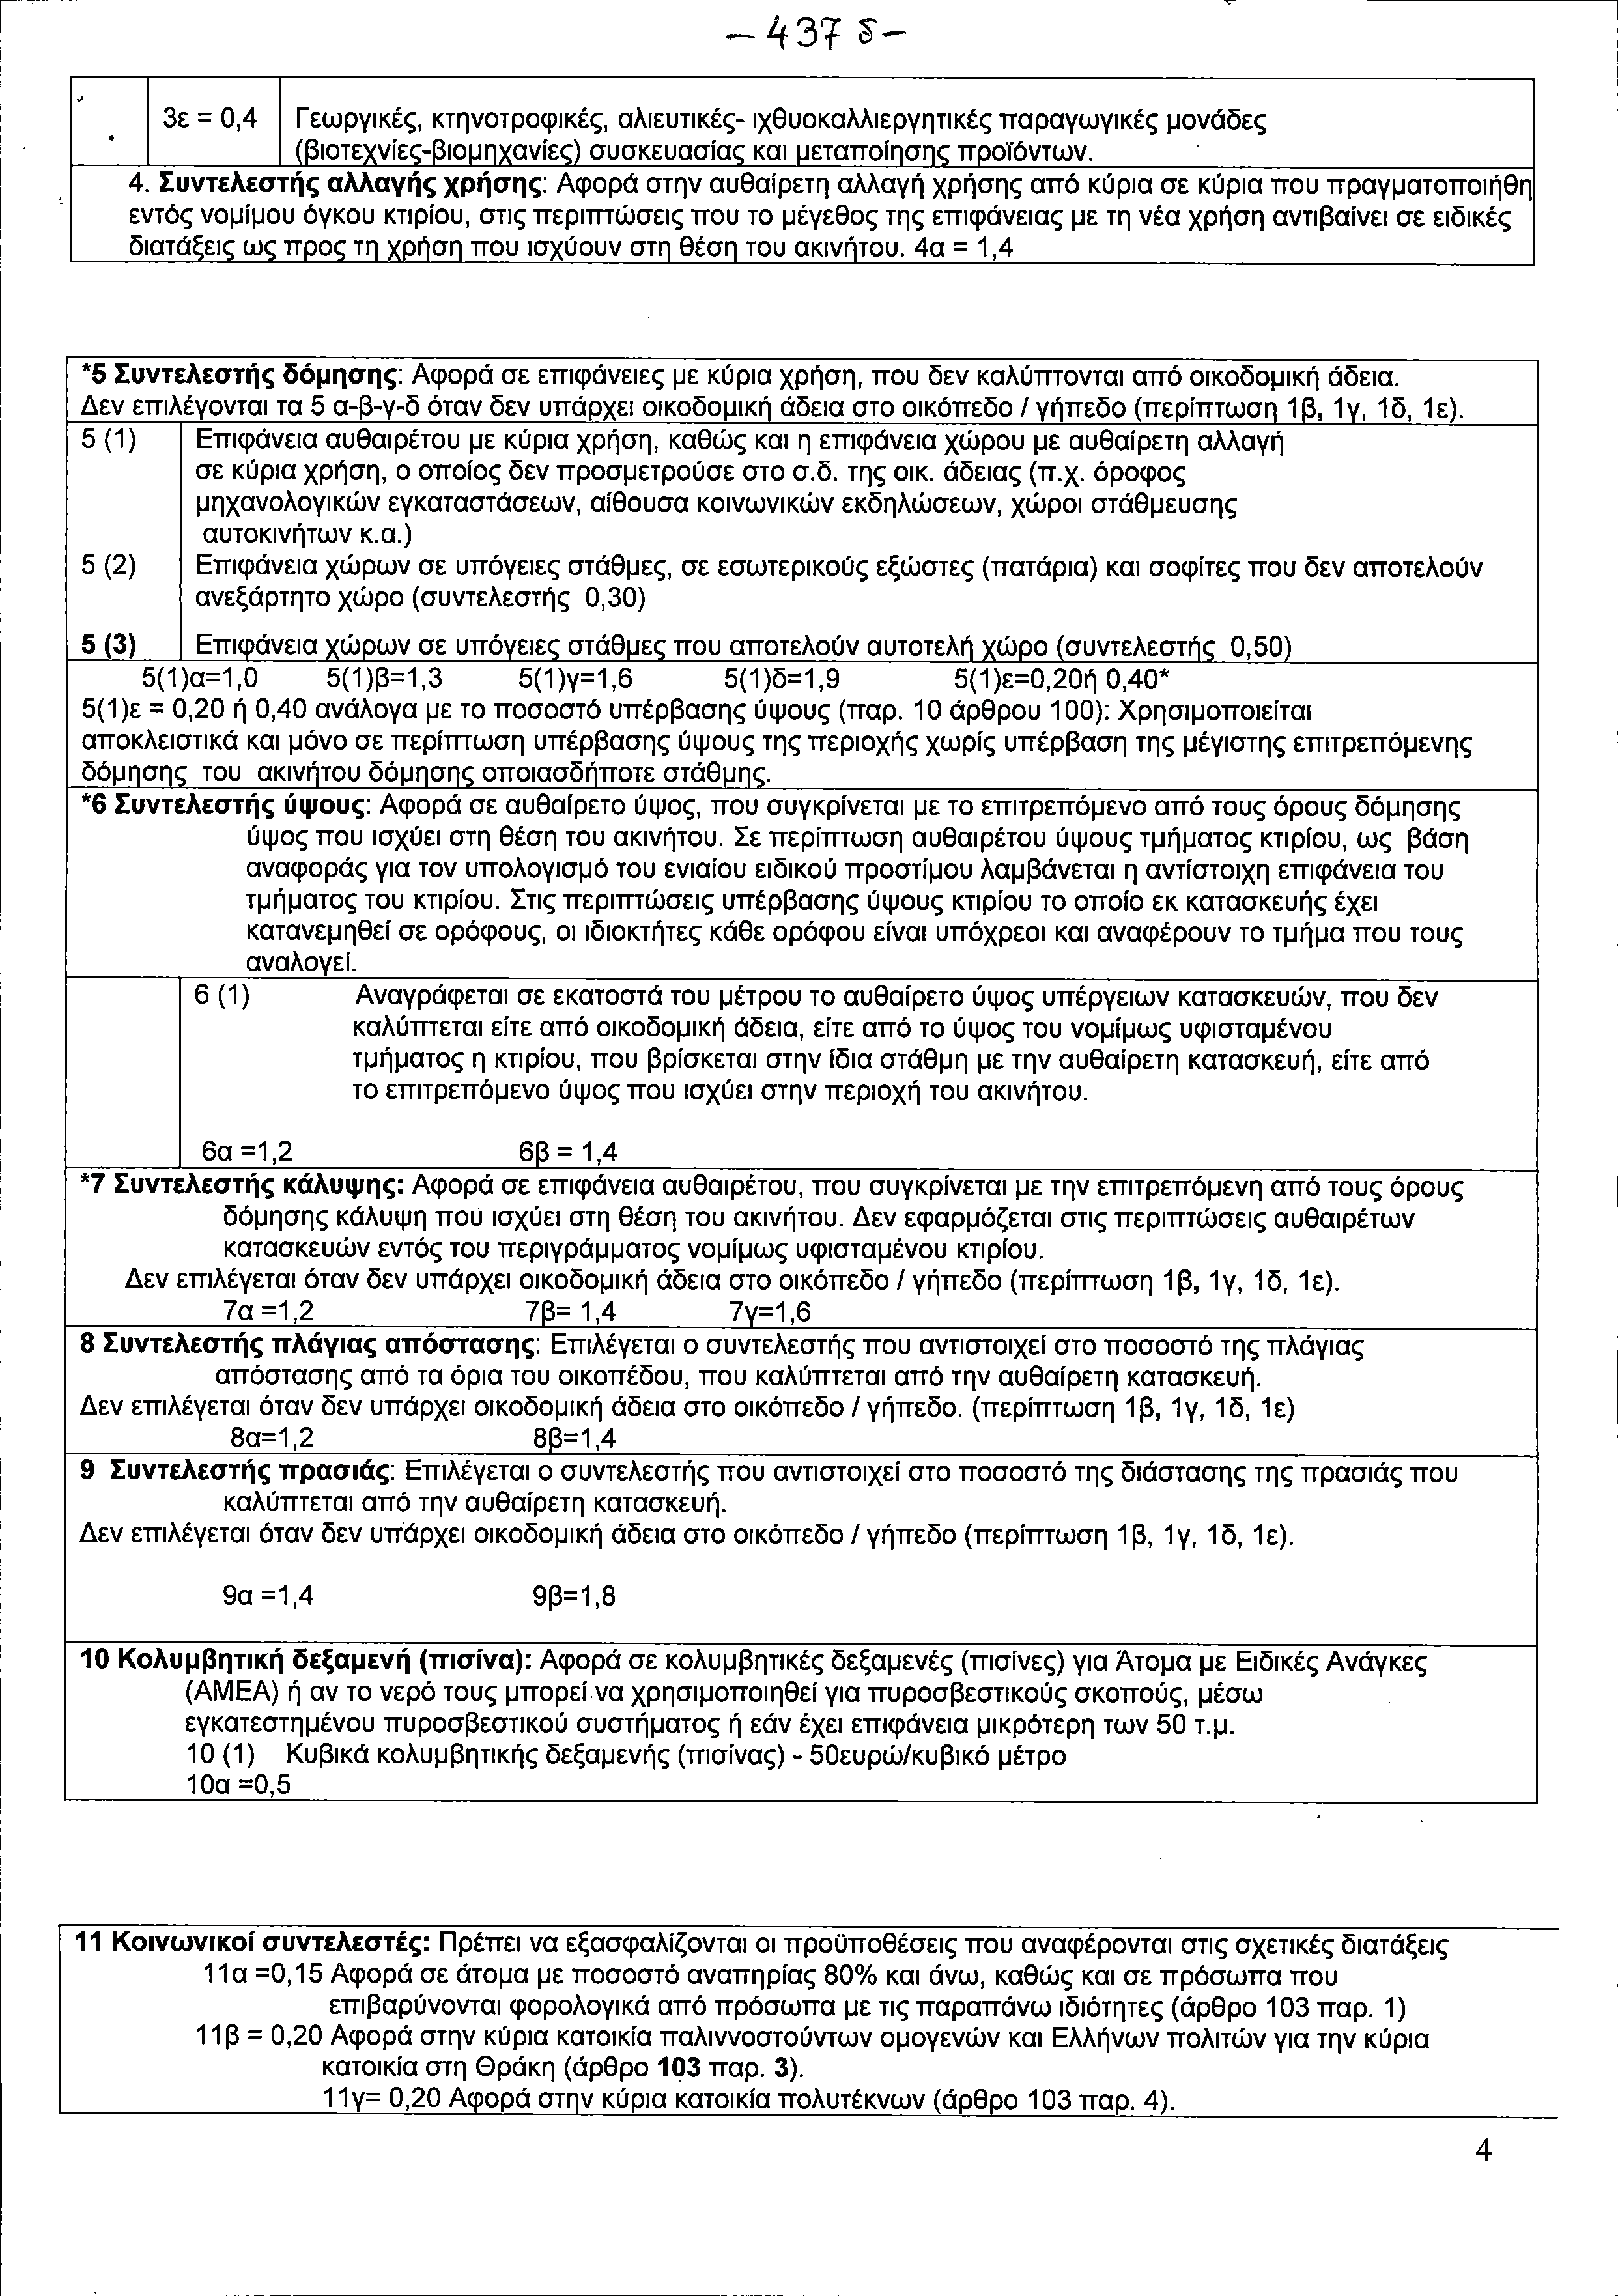 – 437 δ –
3ε = 0,4 Γεωργικές, κτηνοτροφικές, αλιευτικές- ιχθυοκαλλιεργητικές παραγωγικές μονάδες
(βιοτεχνίες-βιομηχανίες) συσκευασίας και μεταποίησης προϊόντων.
4. Συντελεστής αλλαγής χρήσης: Αφορά στην αυθαίρετη αλλαγή χρήσης από κύρια σε κύρια που πραγματοποιήθη
εντός νομίμου όγκου κτιρίου, στις περιπτώσεις που το μέγεθος της επιφάνειας με τη νέα χρήση αντιβαίνει σε ειδικές
διατάξεις ως προς τη χρήση που ισχύουν στη θέση του ακινήτου. 4α = 1,4
*5 Συντελεστής δόμησης: Αφορά σε επιφάνειες με κύρια χρήση, που δεν καλύπτονται από οικοδομική άδεια.
Δεν επιλέγονται τα 5 α-β-γ-δ όταν δεν υπάρχει οικοδομική άδεια στο οικόπεδο / γήπεδο (περίπτωση 1β, 1γ, 1δ, 1ε).
5 (1) Επιφάνεια αυθαιρέτου με κύρια χρήση, καθώς και η επιφάνεια χώρου με αυθαίρετη αλλαγή
σε κύρια χρήση, ο οποίος δεν προσμετρούσε στο σ.δ. της οικ. άδειας (π.χ. όροφος
μηχανολογικών εγκαταστάσεων, αίθουσα κοινωνικών εκδηλώσεων, χώροι στάθμευσης
αυτοκινήτων κ.α.)
5 (2) Επιφάνεια χώρων σε υπόγειες στάθμες, σε εσωτερικούς εξώστες (πατάρια) και σοφίτες που δεν αποτελούν
ανεξάρτητο χώρο (συντελεστής 0,30)
5 (3) Επιφάνεια χώρων σε υπόγειες στάθμες που αποτελούν αυτοτελή χώρο (συντελεστής 0,50)
5(1)α=1,0 5(1)β=1,3 5(1)γ=1,6 5(1)δ=1,9 5(1)ε=0,20ή 0,40*
5(1)ε = 0,20 ή 0,40 ανάλογα με το ποσοστό υπέρβασης ύψους (παρ. 10 άρθρου 100): Χρησιμοποιείται
αποκλειστικά και μόνο σε περίπτωση υπέρβασης ύψους της περιοχής χωρίς υπέρβαση της μέγιστης επιτρεπόμενης
δόμησης του ακινήτου δόμησης οποιασδήποτε στάθμης.
*6 Συντελεστής ύψους: Αφορά σε αυθαίρετο ύψος, που συγκρίνεται με το επιτρεπόμενο από τους όρους δόμησης
ύψος που ισχύει στη θέση του ακινήτου. Σε περίπτωση αυθαιρέτου ύψους τμήματος κτιρίου, ως βάση
αναφοράς για τον υπολογισμό του ενιαίου ειδικού προστίμου λαμβάνεται η αντίστοιχη επιφάνεια του
τμήματος του κτιρίου. Στις περιπτώσεις υπέρβασης ύψους κτιρίου το οποίο εκ κατασκευής έχει
κατανεμηθεί σε ορόφους, οι ιδιοκτήτες κάθε ορόφου είναι υπόχρεοι και αναφέρουν το τμήμα που τους
αναλογεί.
6 (1) Αναγράφεται σε εκατοστά του μέτρου το αυθαίρετο ύψος υπέργειων κατασκευών, που δεν
καλύπτεται είτε από οικοδομική άδεια, είτε από το ύψος του νομίμως υφισταμένου
τμήματος η κτιρίου, που βρίσκεται στην ίδια στάθμη με την αυθαίρετη κατασκευή, είτε από
το επιτρεπόμενο ύψος που ισχύει στην περιοχή του ακινήτου.
6α =1,2 6β = 1,4
*7 Συντελεστής κάλυψης: Αφορά σε επιφάνεια αυθαιρέτου, που συγκρίνεται με την επιτρεπόμενη από τους όρους
δόμησης κάλυψη που ισχύει στη θέση του ακινήτου. Δεν εφαρμόζεται στις περιπτώσεις αυθαιρέτων
κατασκευών εντός του περιγράμματος νομίμως υφισταμένου κτιρίου.
Δεν επιλέγεται όταν δεν υπάρχει οικοδομική άδεια στο οικόπεδο / γήπεδο (περίπτωση 1β, 1γ, 1δ, 1ε).
7α =1,2 7β= 1,4 7γ=1,6
8 Συντελεστής πλάγιας απόστασης: Επιλέγεται ο συντελεστής που αντιστοιχεί στο ποσοστό της πλάγιας
απόστασης από τα όρια του οικοπέδου, που καλύπτεται από την αυθαίρετη κατασκευή.
Δεν επιλέγεται όταν δεν υπάρχει οικοδομική άδεια στο οικόπεδο / γήπεδο. (περίπτωση 1β, 1γ, 1δ, 1ε)
8α=1,2 8β=1,4
9 Συντελεστής πρασιάς: Επιλέγεται ο συντελεστής που αντιστοιχεί στο ποσοστό της διάστασης της πρασιάς που
καλύπτεται από την αυθαίρετη κατασκευή.
Δεν επιλέγεται όταν δεν υπάρχει οικοδομική άδεια στο οικόπεδο / γήπεδο (περίπτωση 1β, 1γ, 1δ, 1ε).
9α =1,4 9β=1,8
10 Κολυμβητική δεξαμενή (πισίνα): Αφορά σε κολυμβητικές δεξαμενές (πισίνες) για Άτομα με Ειδικές Ανάγκες
(ΑΜΕΑ) ή αν το νερό τους μπορεί να χρησιμοποιηθεί για πυροσβεστικούς σκοπούς, μέσω
εγκατεστημένου πυροσβεστικού συστήματος ή εάν έχει επιφάνεια μικρότερη των 50 τ.μ.
10 (1) Κυβικά κολυμβητικής δεξαμενής (πισίνας) - 50ευρώ/κυβικό μέτρο
10α =0,5
11 Κοινωνικοί συντελεστές: Πρέπει να εξασφαλίζονται οι προϋποθέσεις που αναφέρονται στις σχετικές διατάξεις
11α =0,15 Αφορά σε άτομα με ποσοστό αναπηρίας 80% και άνω, καθώς και σε πρόσωπα που
επιβαρύνονται φορολογικά από πρόσωπα με τις παραπάνω ιδιότητες (άρθρο 103 παρ. 1)
11β = 0,20 Αφορά στην κύρια κατοικία παλιννοστούντων ομογενών και Ελλήνων πολιτών για την κύρια
κατοικία στη Θράκη (άρθρο 103 παρ. 3).
11γ= 0,20 Αφορά στην κύρια κατοικία πολυτέκνων (άρθρο 103 παρ. 4).
4